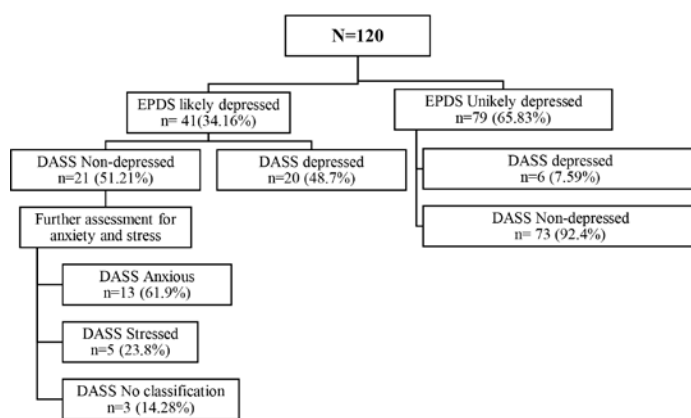 N=120
EPDS likely depressed
n= 41(34.16%)
EPDS Unikely depressed
n=79 (65.83%)
DASS Non-depressed
n=21 (51.21%)
DASS depressed
n=20 (48.7%)
DASS depressed
n=6 (7.59%)
Further assessment for
anxiety and stress
DASS Non-depressed
n= 73 (92.4%)
DASS Anxious
n=13 (61.9%)
DASS Stressed
n=5 (23.8%)
DASS No classification
n=3 (14.28%)